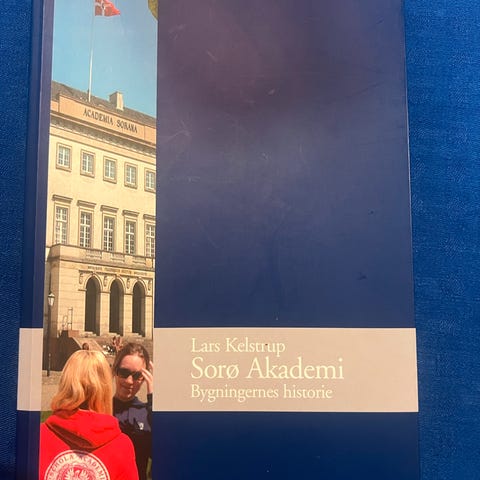 ACADEMIA SORANA
Lars Kelstrup
Sorø Akademi
Bygningernes historie